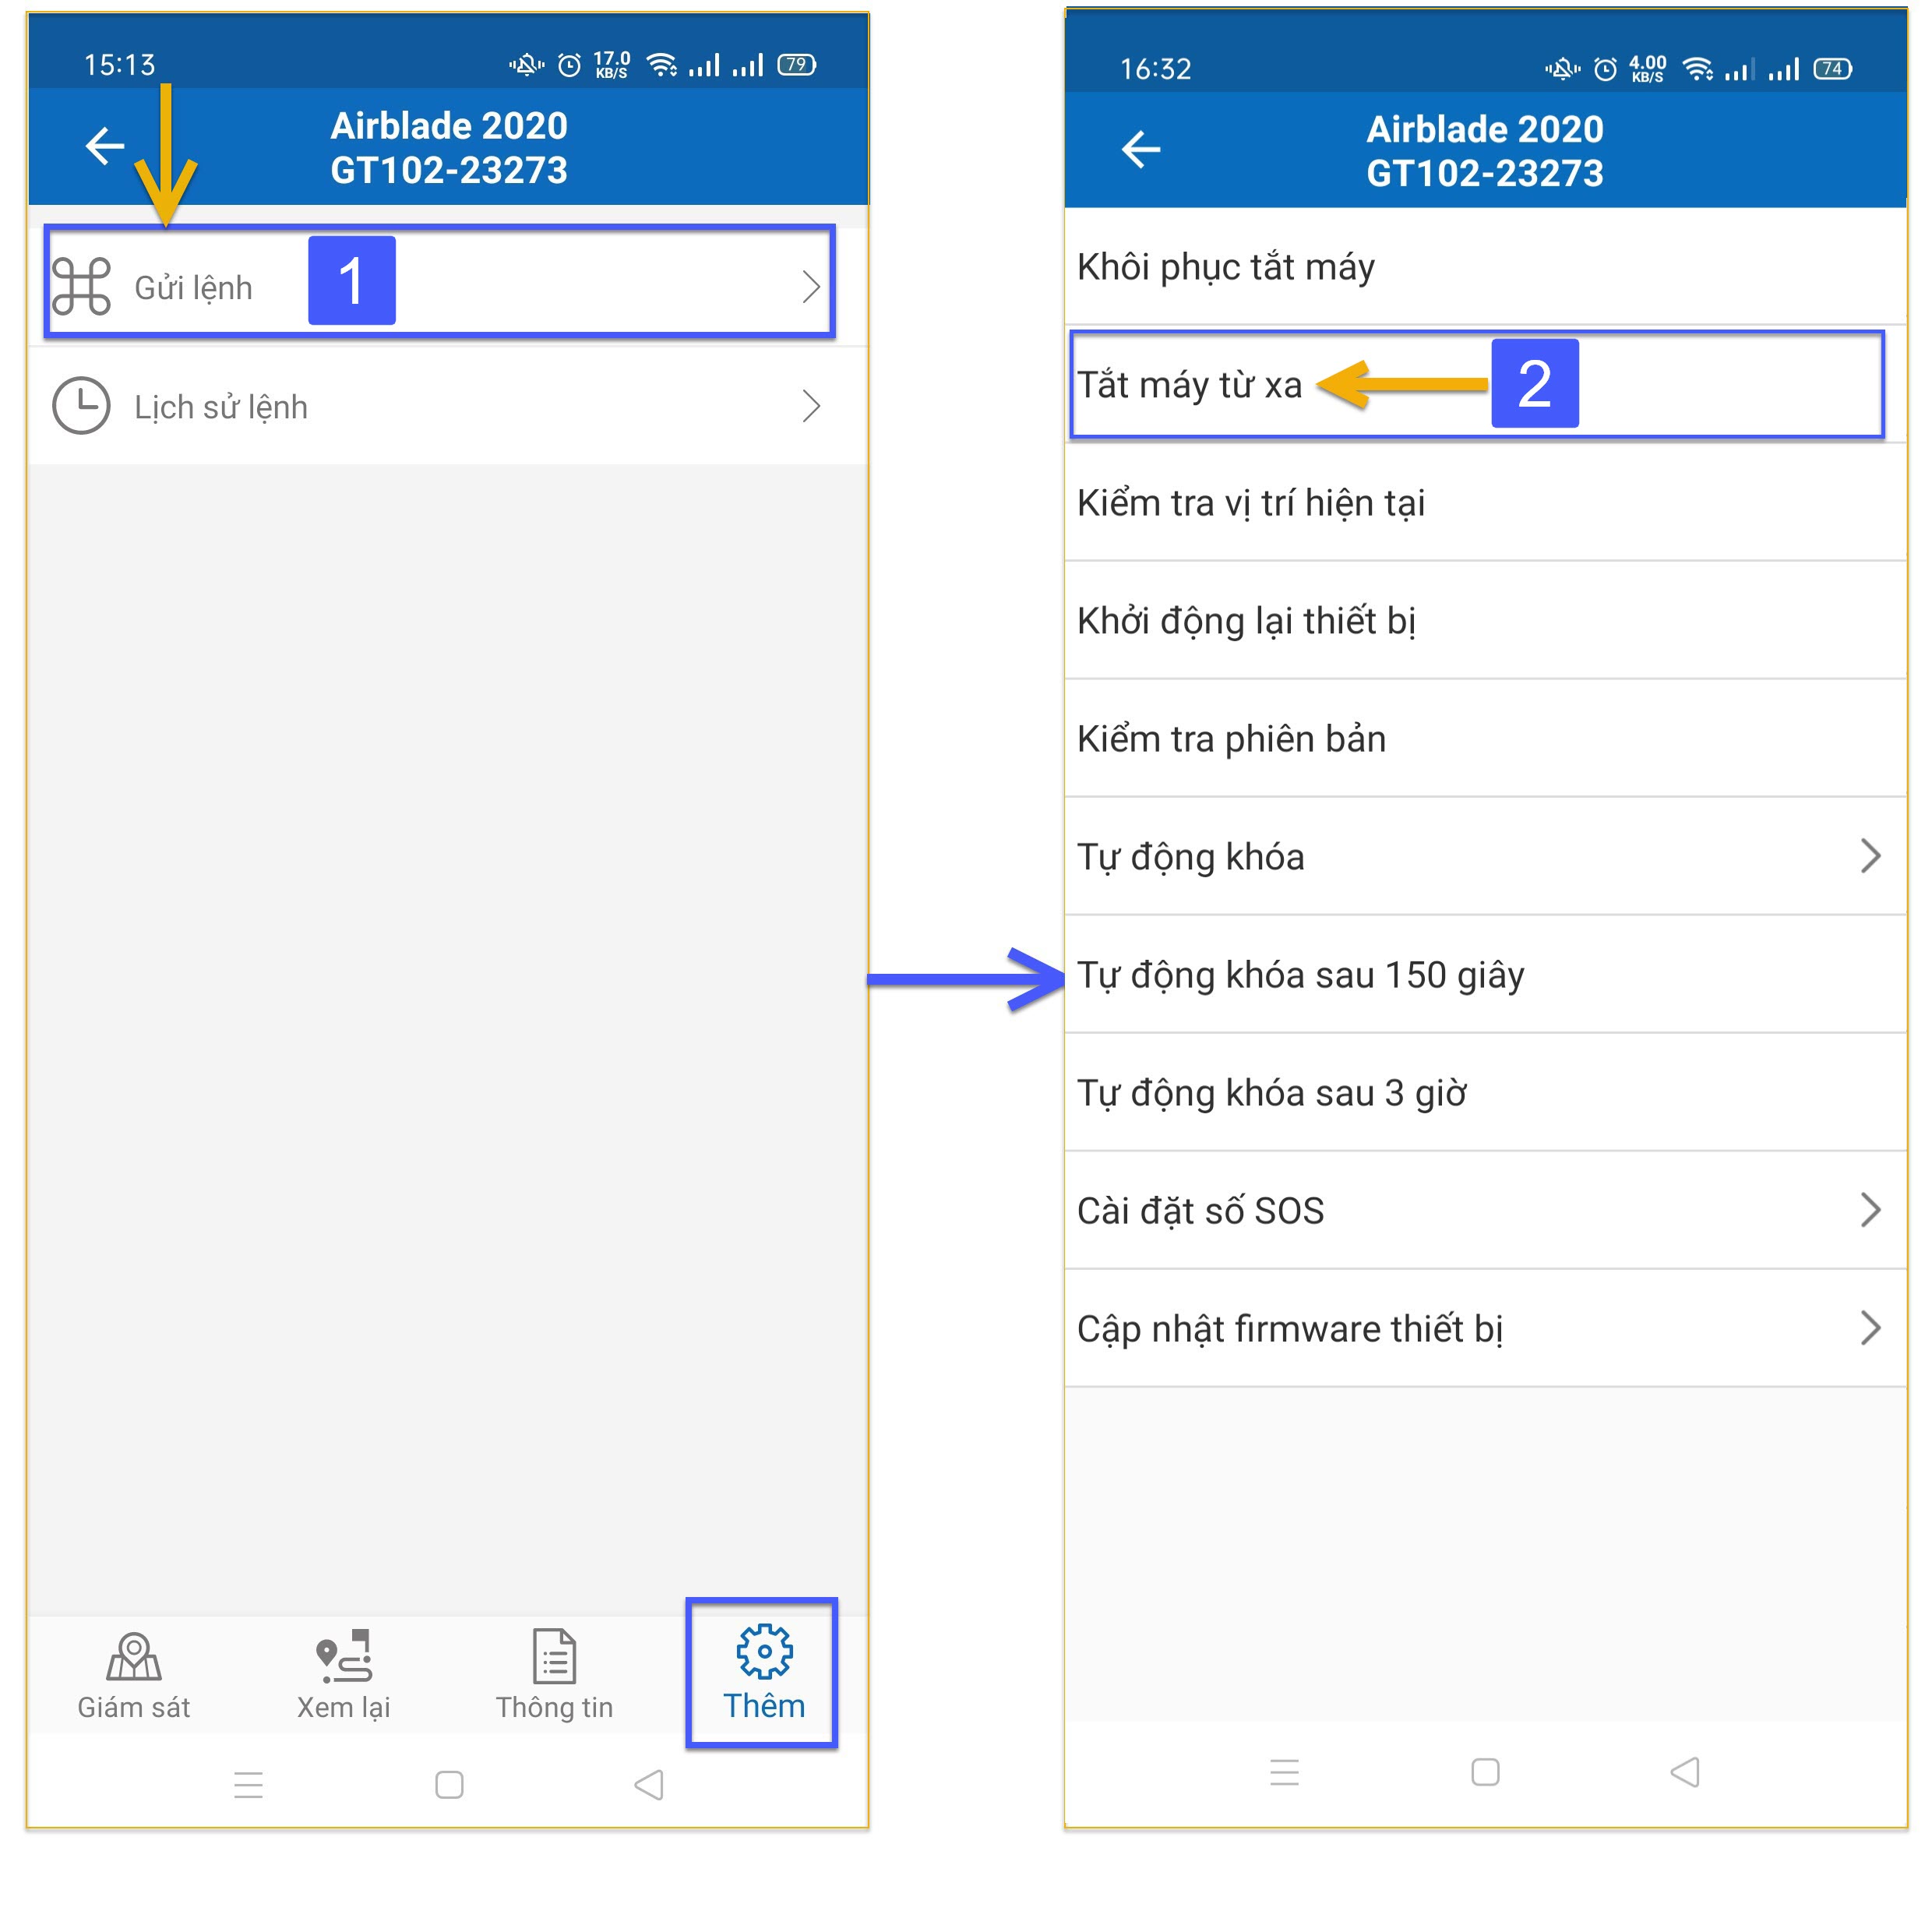 15:13
17.0
KB/S
79
Airblade 2020
GT102-23273
Gửi lệnh
1
Lịch sử lệnh
Giám sát
Xem lại
Thông tin
Thêm
16:32
4.00
KB/S
74
Airblade 2020
GT102-23273
Khôi phục tắt máy
Tắt máy từ xa
2
Kiểm tra vị trí hiện tại
Khởi động lại thiết bị
Kiểm tra phiên bản
Tự động khóa
Tự động khóa sau 150 giây
Tự động khóa sau 3 giờ
Cài đặt số SOS
Cập nhật firmware thiết bị